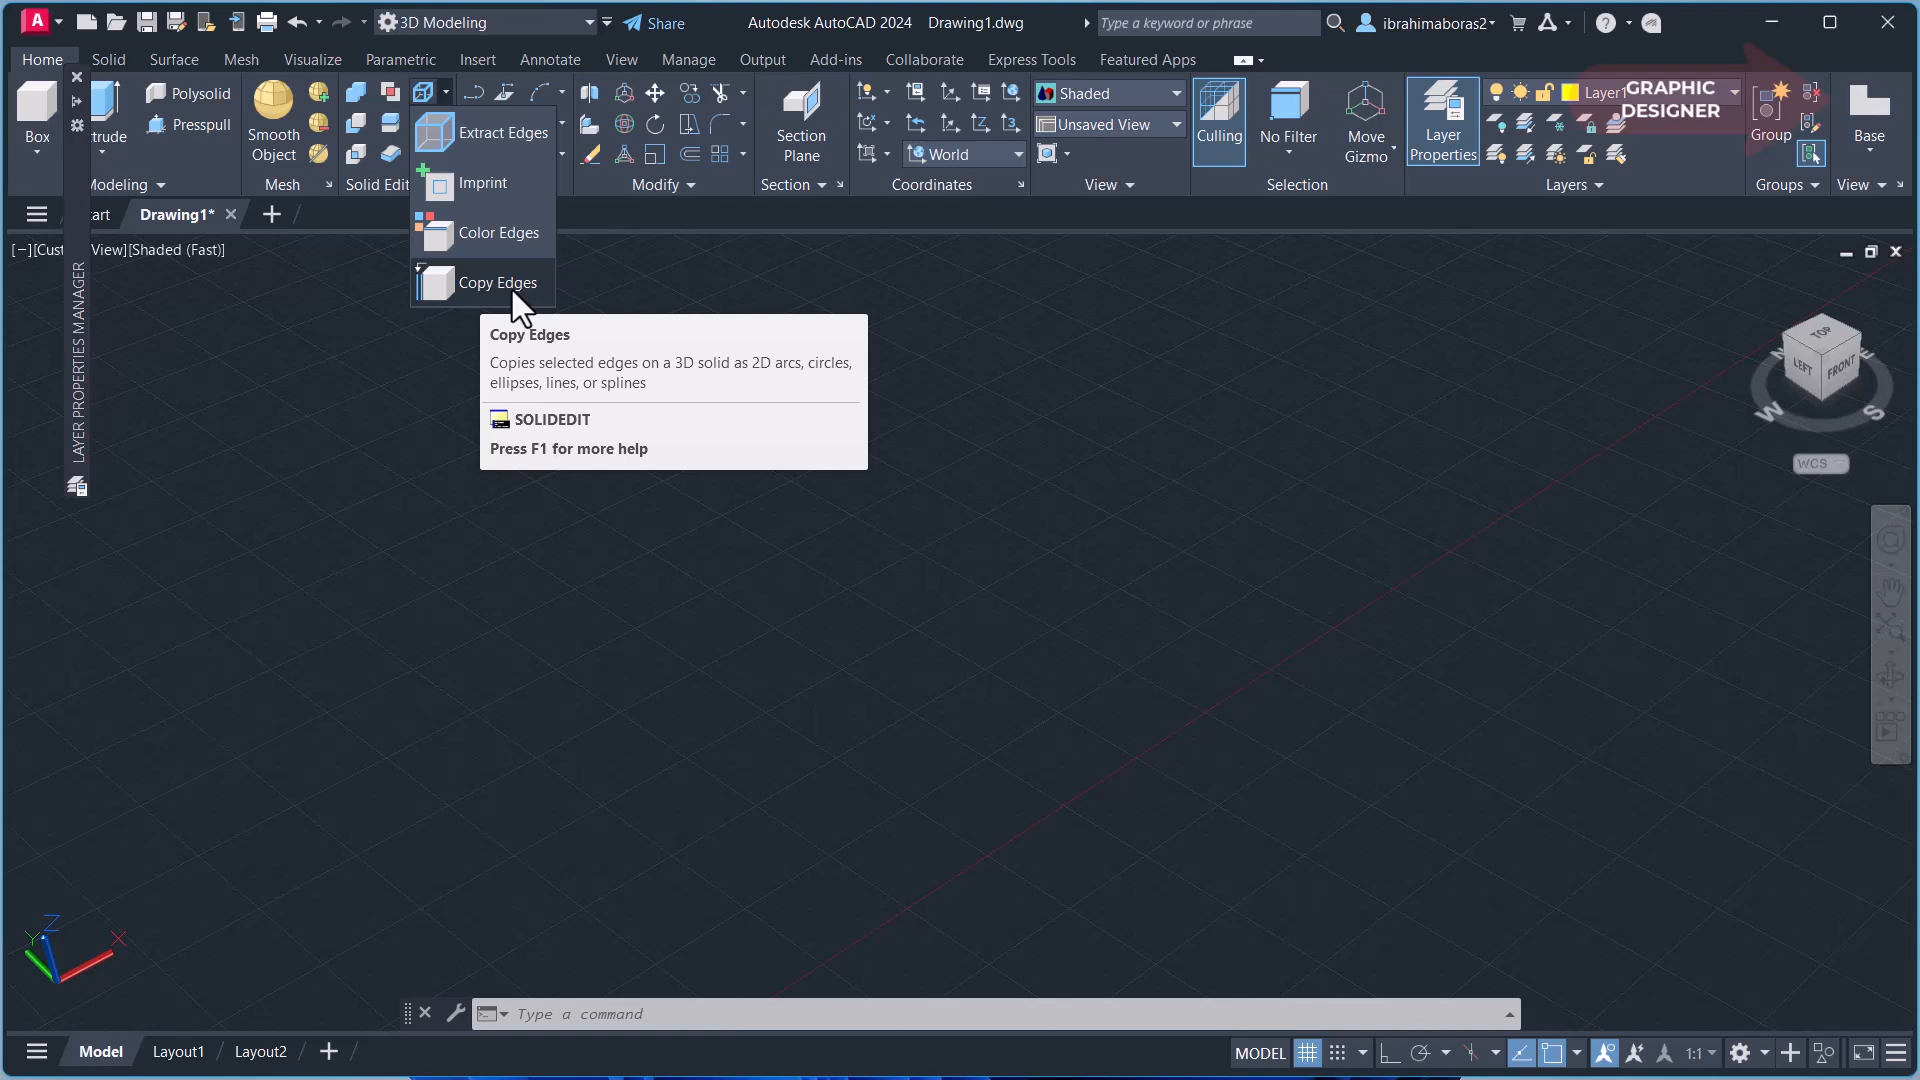 A
3D Modeling
Share
Autodesk AutoCAD 2024 Drawing1.dwg
Type a keyword or phrase
ibrahimaboras2
Home
Solid
Surface
Mesh
Visualize
Parametric
Insert
Annotate
View
Manage
Output
Add-ins
Collaborate
Express Tools
Featured Apps
Box
trude
Polysolid
Presspull
Smooth
Object
Extract Edges
Imprint
Color Edges
Copy Edges
Section
Plane
World
Shaded
Unsaved View
Culling
No Filter
Move
Gizmo
Layer
Properties
Layer1
GRAPHIC
DESIGNER
Group
Base
Modeling
Mesh
Solid Edit
Modify
Section
Coordinates
View
Selection
Layers
Groups
View
tart
Drawing1*
[−][Cust View][Shaded (Fast)]
LAYER PROPERTIES MANAGER
Copy Edges
Copies selected edges on a 3D solid as 2D arcs, circles,
ellipses, lines, or splines
SOLIDEDIT
Press F1 for more help
TOP
LEFT
FRONT
N
E
W
S
WCS
Z
Y
X
Type a command
Model
Layout1
Layout2
MODEL
1:1